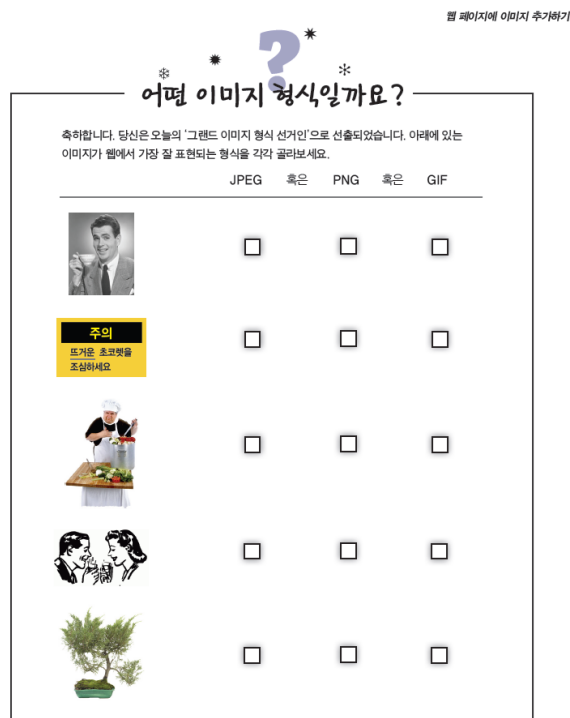 웹 페이지에 이미지 추가하기
?
어떤 이미지 형식일까요?
축하합니다. 당신은 오늘의 '그랜드 이미지 형식 선거인'으로 선출되었습니다. 아래에 있는
이미지가 웹에서 가장 잘 표현되는 형식을 각각 골라보세요.
JPEG 혹은 PNG 혹은 GIF
주의
뜨거운 초코렛을
조심하세요